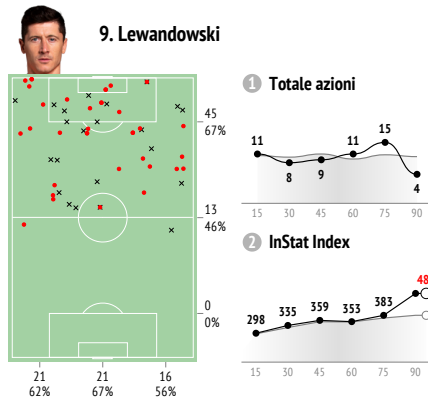 9. Lewandowski
1 Totale azioni
11 8 9 11 15 4
15 30 45 60 75 90
45
67%
13
46%
0
0%
21 21 16
62% 67% 56%
2 InStat Index
298 335 359 353 383 48
15 30 45 60 75 90